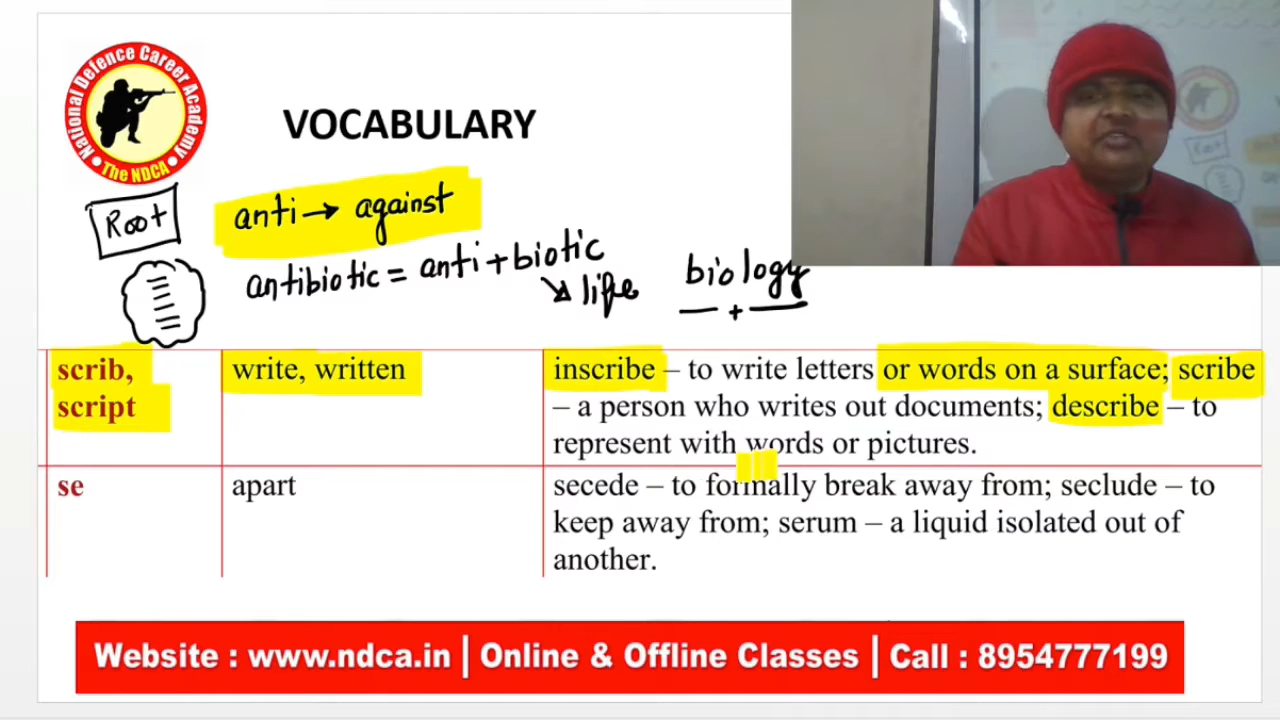 National Defence Career Academy
The NDCA
VOCABULARY
Root
anti → against
antibiotic = anti + biotic
life
biology
+
scrib, script
write, written
inscribe – to write letters or words on a surface; scribe
– a person who writes out documents; describe – to
represent with words or pictures.
se
apart
secede – to formally break away from; seclude – to
keep away from; serum – a liquid isolated out of
another.
Website : www.ndca.in | Online & Offline Classes | Call : 8954777199